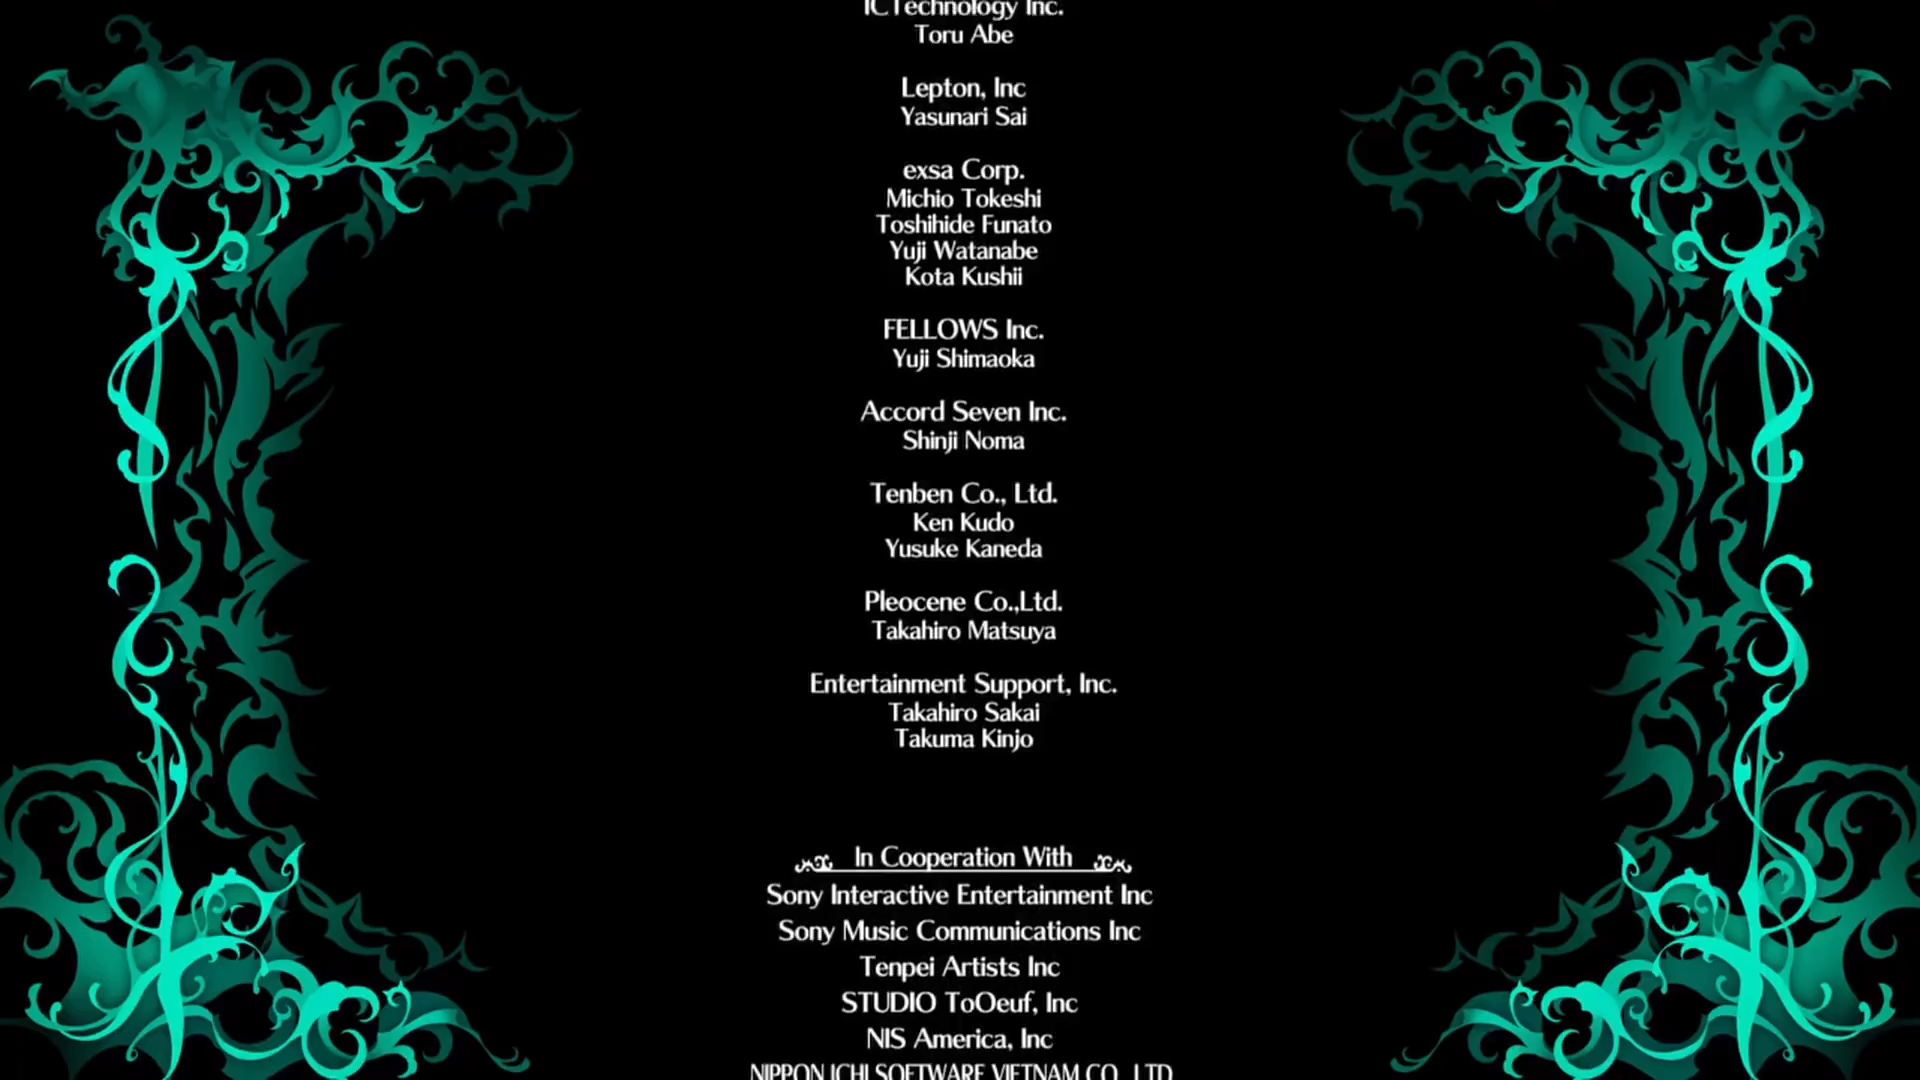 ICTechnology Inc.
Toru Abe
Lepton, Inc
Yasunari Sai
exsa Corp.
Michio Tokeshi
Toshihide Funato
Yuji Watanabe
Kota Kushii
FELLOWS Inc.
Yuji Shimaoka
Accord Seven Inc.
Shinji Noma
Tenben Co., Ltd.
Ken Kudo
Yusuke Kaneda
Pleocene Co.,Ltd.
Takahiro Matsuya
Entertainment Support, Inc.
Takahiro Sakai
Takuma Kinjo
In Cooperation With
Sony Interactive Entertainment Inc
Sony Music Communications Inc
Tenpei Artists Inc
STUDIO ToOeuf, Inc
NIS America, Inc
NIPPON ICHI SOFTWARE VIETNAM CO., LTD